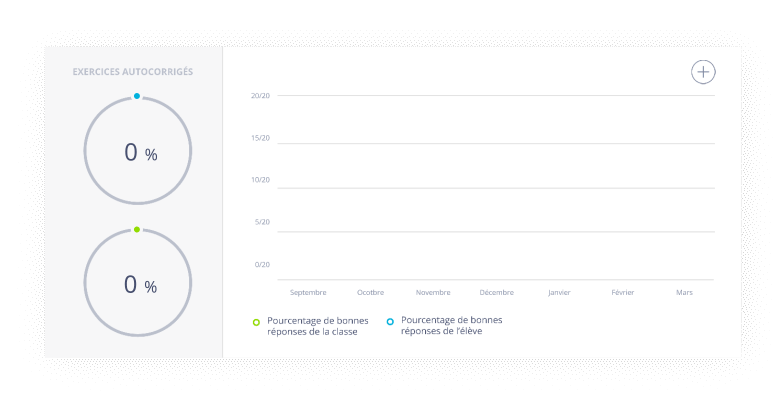 EXERCICES AUTOCORRIGÉS
0 %
0 %
20/20
15/20
10/20
5/20
0/20
Septembre Ocotbre Novembre Décembre Janvier Février Mars
Pourcentage de bonnes
réponses de la classe
Pourcentage de bonnes
réponses de l'élève